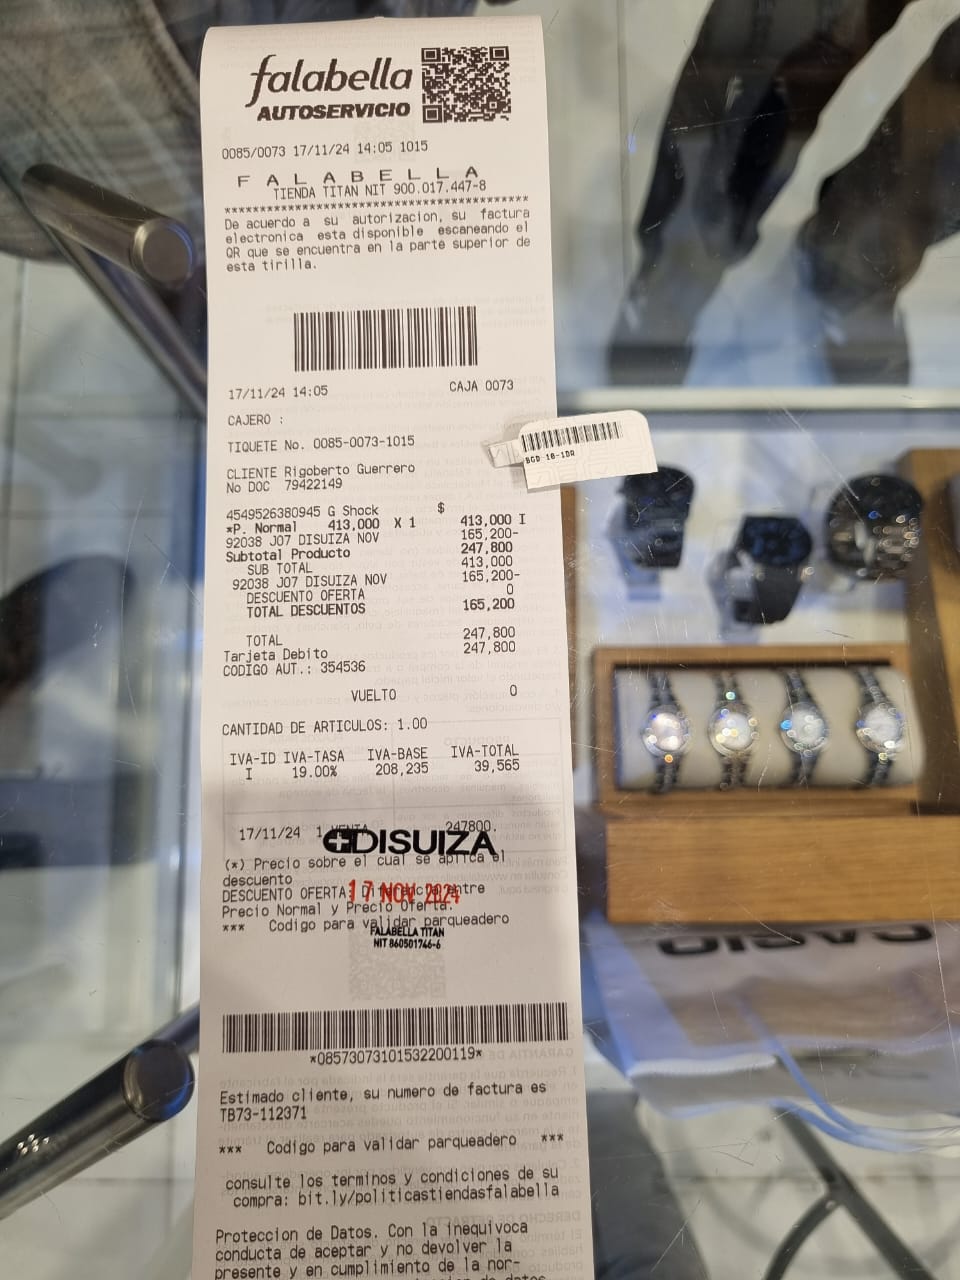 falabella
AUTOSERVICIO
0085/0073 17/11/24 14:05 1015
F A L A B E L L A
TIENDA TITAN NIT 900.017.447-8
********************************************
De acuerdo a su autorizacion, su factura
electronica esta disponible escaneando el
QR que se encuentra en la parte superior de
esta tirilla.
17/11/24 14:05 CAJA 0073
CAJERO :
TIQUETE No. 0085-0073-1015
BGD 10-1DR
CLIENTE Rigoberto Guerrero
No DOC 79422149
4549526380945 G Shock $
*P. Normal 413,000 X 1 413,000 I
92038 J07 DISUIZA NOV 165,200-
Subtotal Producto 247,800
SUB TOTAL 413,000
92038 J07 DISUIZA NOV 165,200-
DESCUENTO OFERTA 0
TOTAL DESCUENTOS 165,200
TOTAL 247,800
Tarjeta Debito 247,800
CODIGO AUT.: 354536
VUELTO 0
CANTIDAD DE ARTICULOS: 1.00
IVA-ID IVA-TASA IVA-BASE IVA-TOTAL
I 19.00% 208,235 39,565
17/11/24 1 VENTA 247800.
DISUIZA
(*) Precio sobre el cual se aplica el
descuento
DESCUENTO OFERTA: Diferencia entre
17 NOV 2024
Precio Normal y Precio Oferta.
*** Codigo para validar parqueadero
FALABELLA TITAN
NIT 860501746-6
*08573073101532200119*
Estimado cliente, su numero de factura es
TB73-112371
*** Codigo para validar parqueadero ***
consulte los terminos y condiciones de su
compra: bit.ly/politicastiendasfalabella
Proteccion de Datos. Con la inequivoca
conducta de aceptar y no devolver la
presente y en cumplimiento de la nor-
CASIO